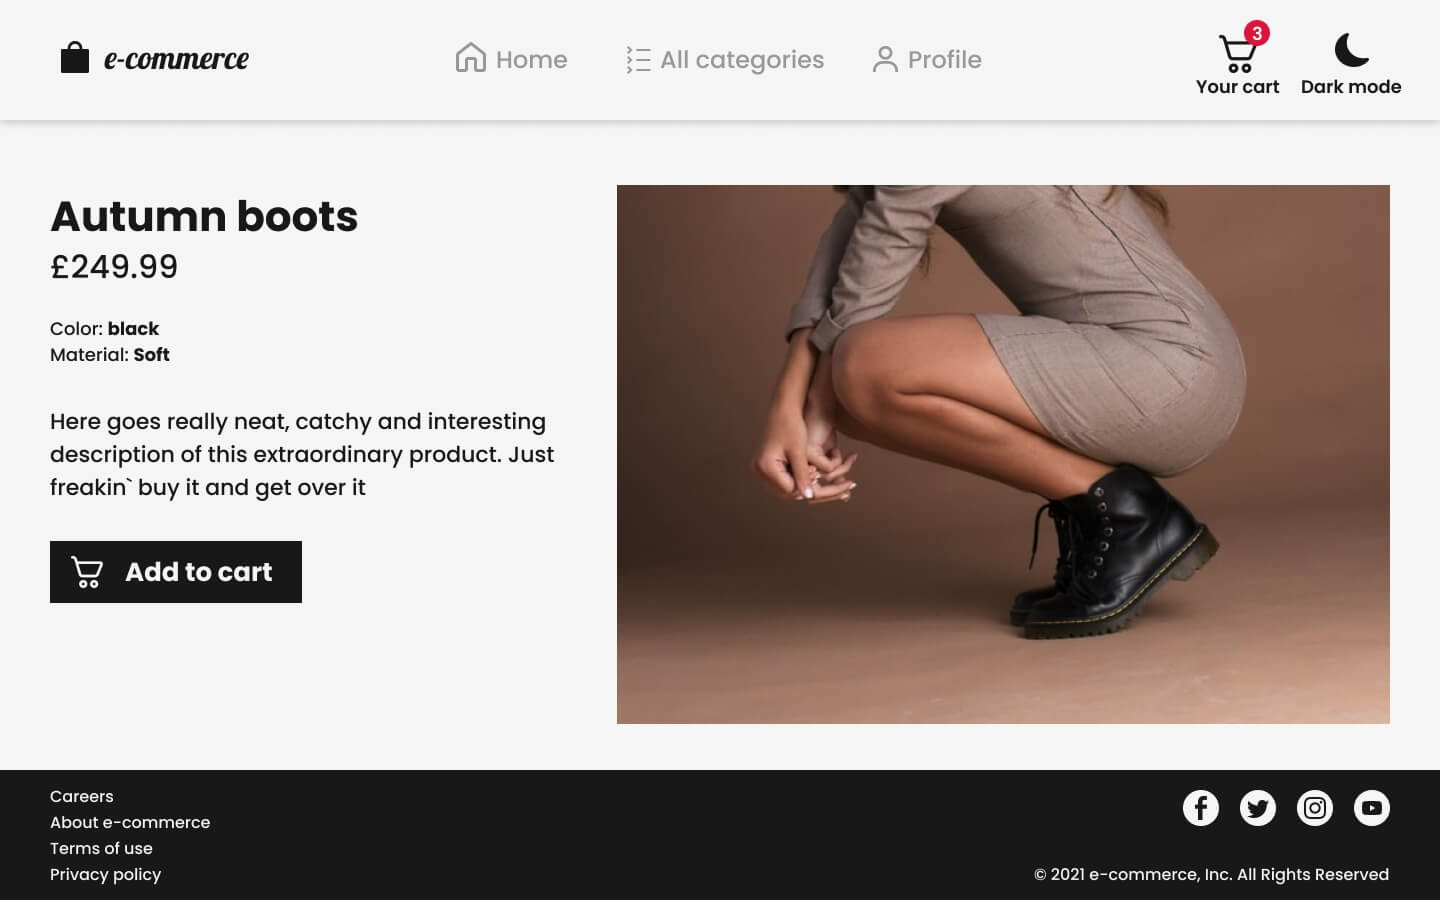 e-commerce
Home
All categories
Profile
3
Your cart
Dark mode
Autumn boots
£249.99
Color: black
Material: Soft
Here goes really neat, catchy and interesting
description of this extraordinary product. Just
freakin` buy it and get over it
Add to cart
Careers
About e-commerce
Terms of use
Privacy policy
© 2021 e-commerce, Inc. All Rights Reserved